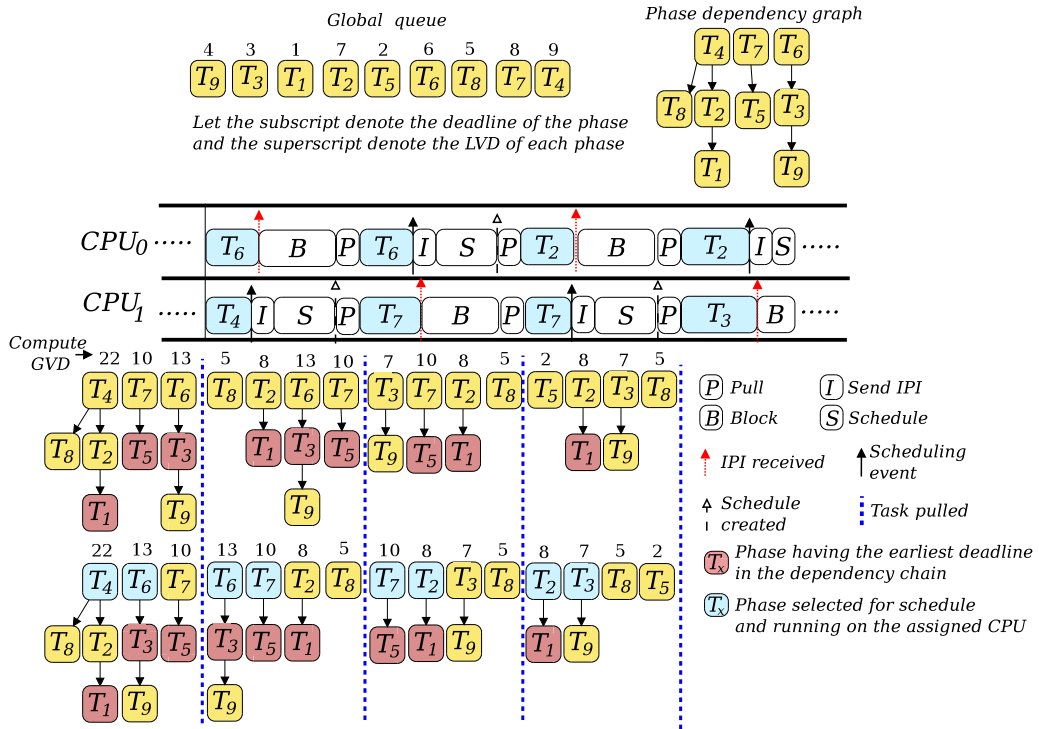 Global queue
4 3 1 7 2 6 5 8 9
T9 T3 T1 T2 T5 T6 T8 T7 T4
Let the subscript denote the deadline of the phase
and the superscript denote the LVD of each phase
Phase dependency graph
T4 T7 T6
T8 T2 T5 T3
T1 T9
CPU0 ····· T6 B P T6 I S P T2 B P T2 I S ·····
CPU1 ····· T4 I S P T7 B P T7 I S P T3 B ·····
Compute
GVD
22 10 13
T4 T7 T6
T8 T2 T5 T3
T1 T9
5 8 13 10
T8 T2 T6 T7
T1 T3 T5
T9
7 10 8 5
T3 T7 T2 T8
T9 T5 T1
2 8 7 5
T5 T2 T3 T8
T1 T9
22 13 10
T4 T6 T7
T8 T2 T3 T5
T1 T9
13 10 8 5
T6 T7 T2 T8
T3 T5 T1
T9
10 8 7 5
T7 T2 T3 T8
T5 T1 T9
8 7 5 2
T2 T3 T8 T5
T1 T9
P Pull
I Send IPI
B Block
S Schedule
IPI received
Scheduling
event
Schedule
created
Task pulled
Tx Phase having the earliest deadline
in the dependency chain
Tx Phase selected for schedule
and running on the assigned CPU